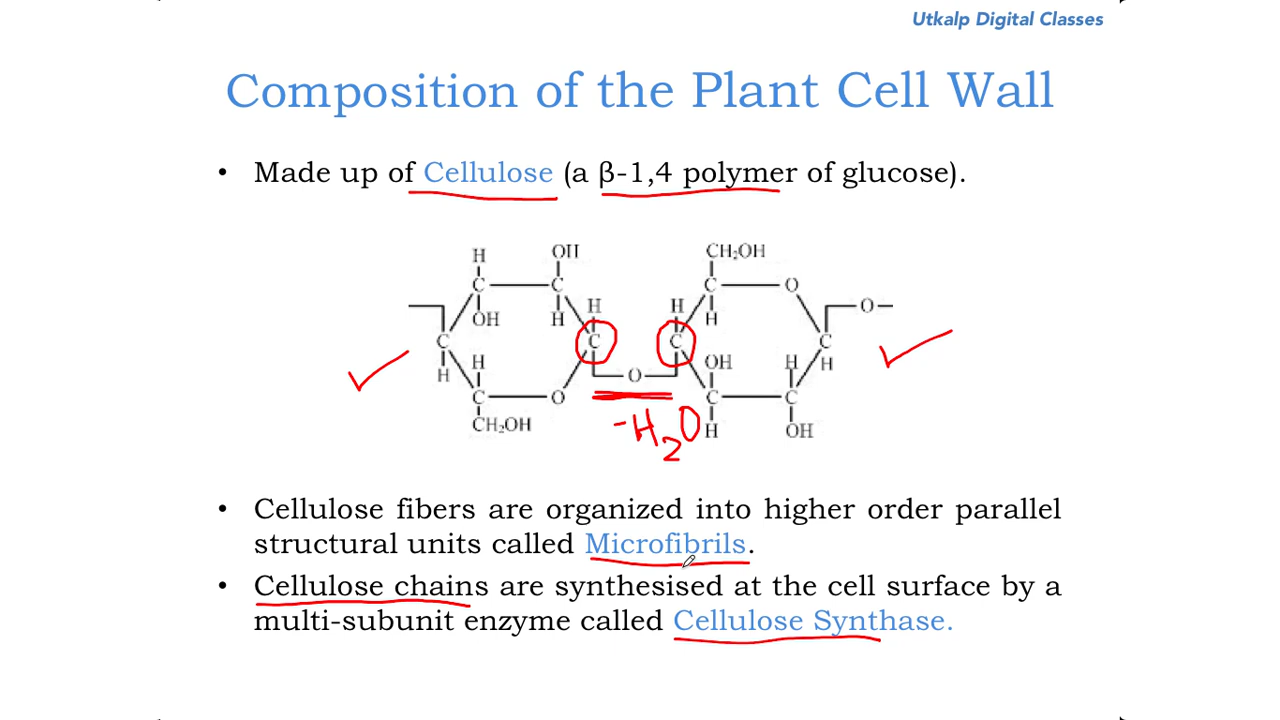 Utkalp Digital Classes
Composition of the Plant Cell Wall
• Made up of Cellulose (a β-1,4 polymer of glucose).
H OH CH₂OH
C C C O
H H O
OH H H
C C C C
H H OH H H
C O O C C
CH₂OH -H₂O H OH
• Cellulose fibers are organized into higher order parallel
structural units called Microfibrils.
• Cellulose chains are synthesised at the cell surface by a
multi-subunit enzyme called Cellulose Synthase.